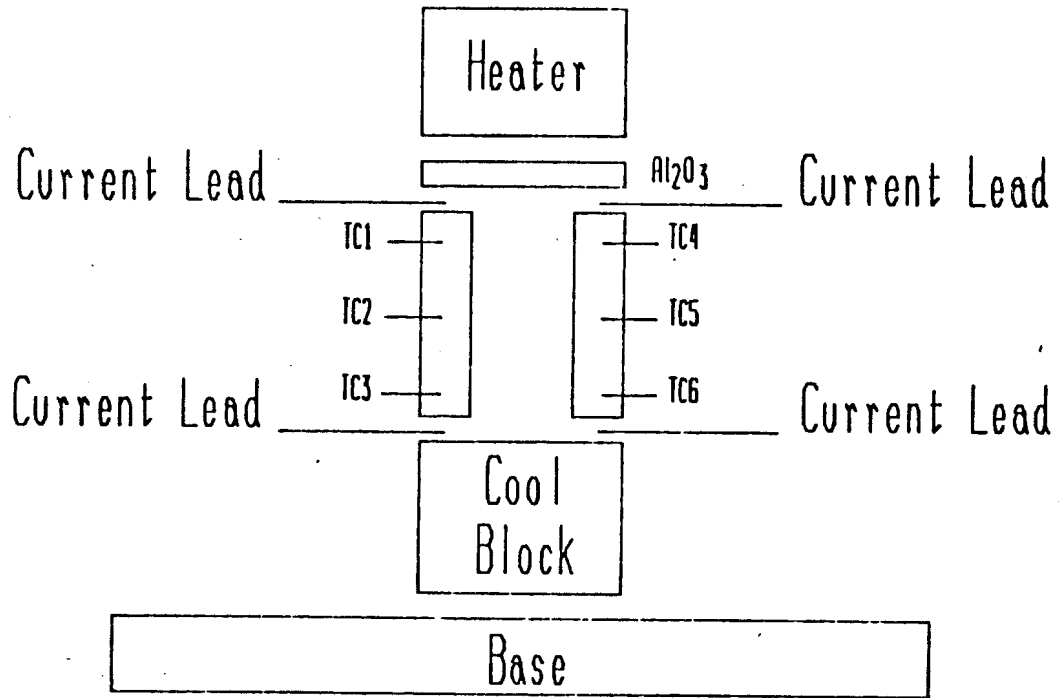 Heater
Al2O3
Current Lead Current Lead
TC1 TC4
TC2 TC5
TC3 TC6
Current Lead Current Lead
Cool
Block
Base